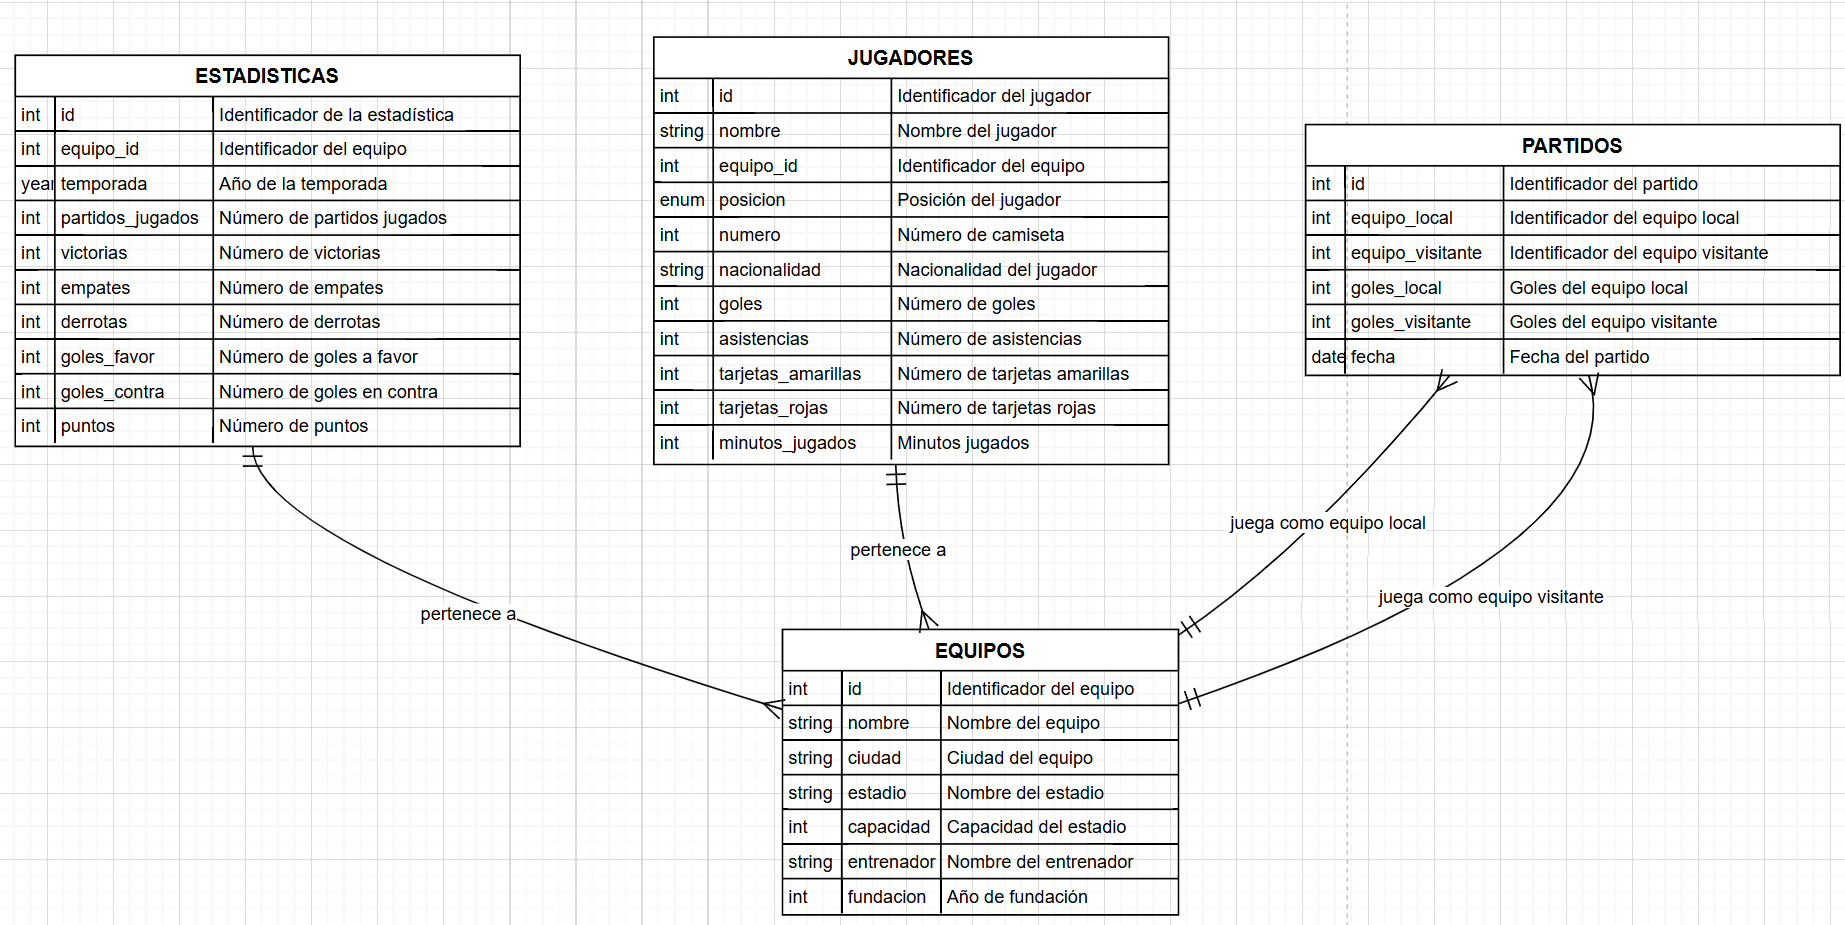 ESTADISTICAS
int id Identificador de la estadística
int equipo_id Identificador del equipo
year temporada Año de la temporada
int partidos_jugados Número de partidos jugados
int victorias Número de victorias
int empates Número de empates
int derrotas Número de derrotas
int goles_favor Número de goles a favor
int goles_contra Número de goles en contra
int puntos Número de puntos
JUGADORES
int id Identificador del jugador
string nombre Nombre del jugador
int equipo_id Identificador del equipo
enum posicion Posición del jugador
int numero Número de camiseta
string nacionalidad Nacionalidad del jugador
int goles Número de goles
int asistencias Número de asistencias
int tarjetas_amarillas Número de tarjetas amarillas
int tarjetas_rojas Número de tarjetas rojas
int minutos_jugados Minutos jugados
PARTIDOS
int id Identificador del partido
int equipo_local Identificador del equipo local
int equipo_visitante Identificador del equipo visitante
int goles_local Goles del equipo local
int goles_visitante Goles del equipo visitante
date fecha Fecha del partido
juega como equipo local
pertenece a
juega como equipo visitante
pertenece a
EQUIPOS
int id Identificador del equipo
string nombre Nombre del equipo
string ciudad Ciudad del equipo
string estadio Nombre del estadio
int capacidad Capacidad del estadio
string entrenador Nombre del entrenador
int fundacion Año de fundación